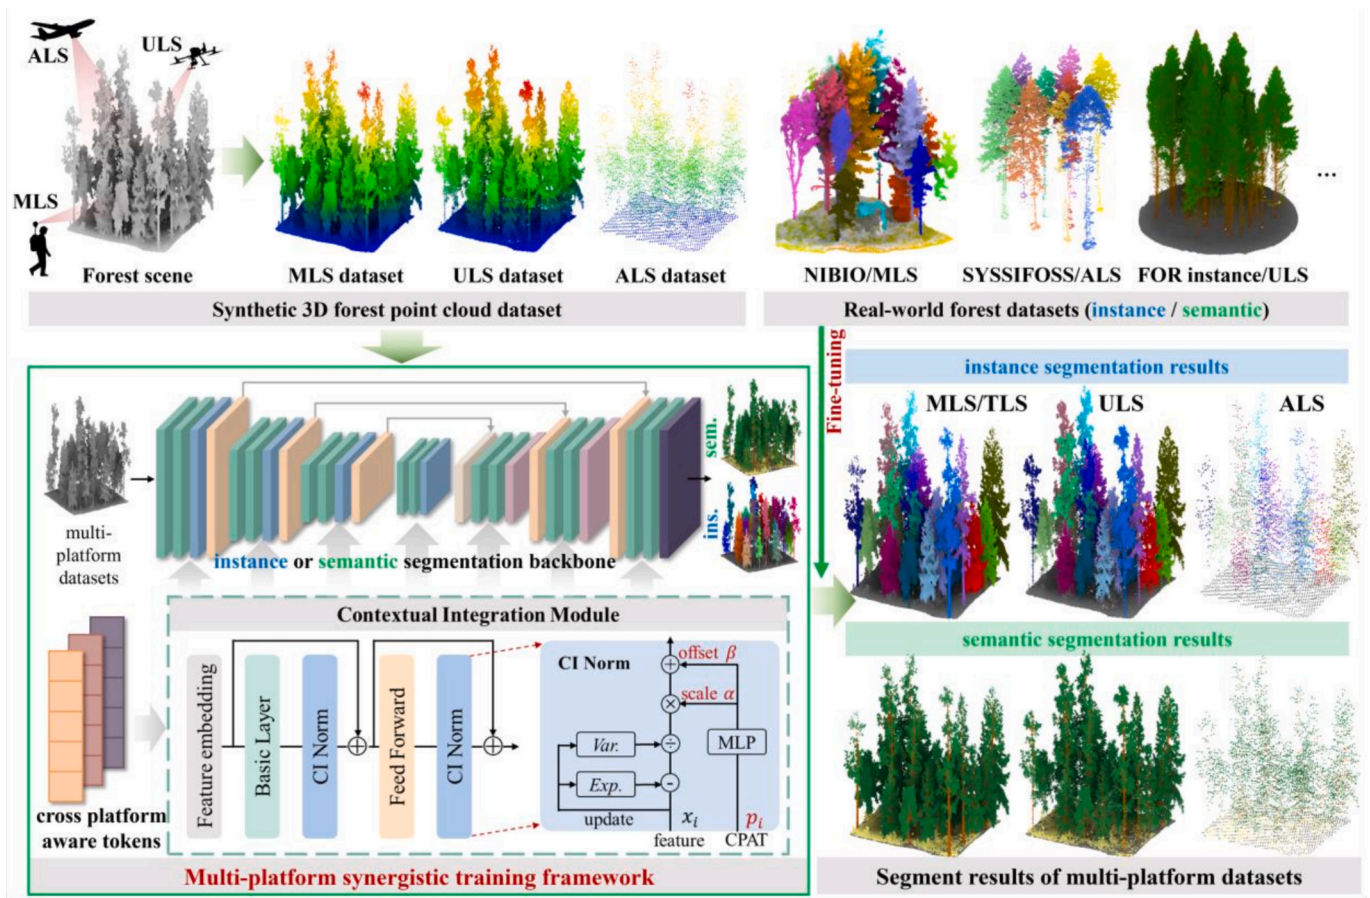 ALS
ULS
MLS
Forest scene
MLS dataset
ULS dataset
ALS dataset
Synthetic 3D forest point cloud dataset
NIBIO/MLS
SYSSIFOSS/ALS
FOR instance/ULS
...
Real-world forest datasets (instance / semantic)
Fine-tuning
multi-
platform
datasets
sem.
ins.
instance or semantic segmentation backbone
cross platform
aware tokens
Contextual Integration Module
Feature embedding
Basic Layer
CI Norm
Feed Forward
CI Norm
CI Norm
offset β
scale α
Var.
÷
MLP
Exp.
-
update
x_i
p_i
feature
CPAT
Multi-platform synergistic training framework
instance segmentation results
MLS/TLS
ULS
ALS
semantic segmentation results
Segment results of multi-platform datasets